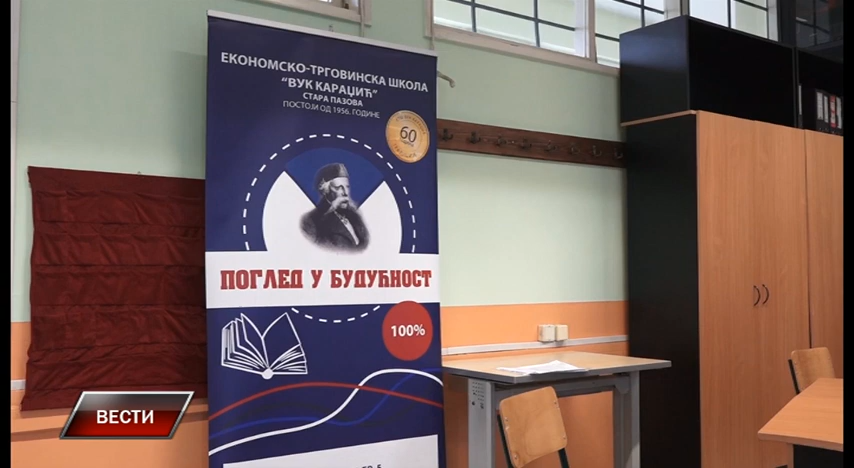 ЕКОНОМСКО-ТРГОВИНСКА ШКОЛА
“ВУК КАРАЏИЋ”
СТАРА ПАЗОВА
ПОСТОЈИ ОД 1956. ГОДИНЕ
60
ПОГЛЕД У БУДУЋНОСТ
100%
ВЕСТИ